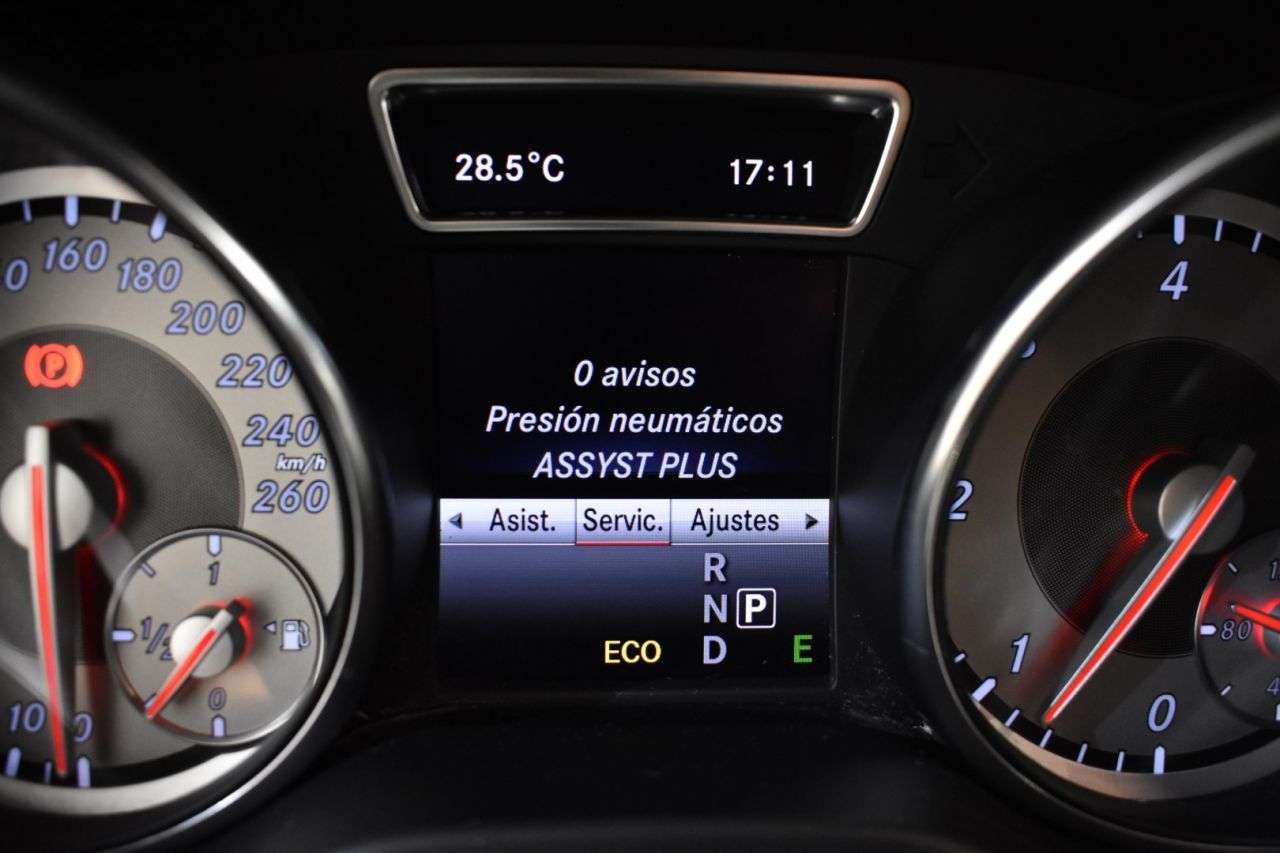 28.5°C 17:11
160
180
200
220
240
km/h
260
P
1
1/2
0
10
0 avisos
Presión neumáticos
ASSYST PLUS
Asist. Servic. Ajustes
R
N P
ECO D E
4
2
1
0
80